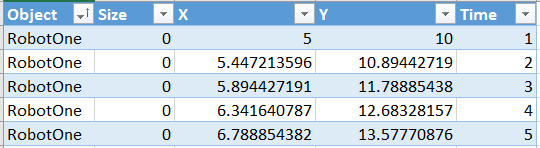 Object Size X Y Time
RobotOne 0 5 10 1
RobotOne 0 5.447213596 10.89442719 2
RobotOne 0 5.894427191 11.78885438 3
RobotOne 0 6.341640787 12.68328157 4
RobotOne 0 6.788854382 13.57770876 5